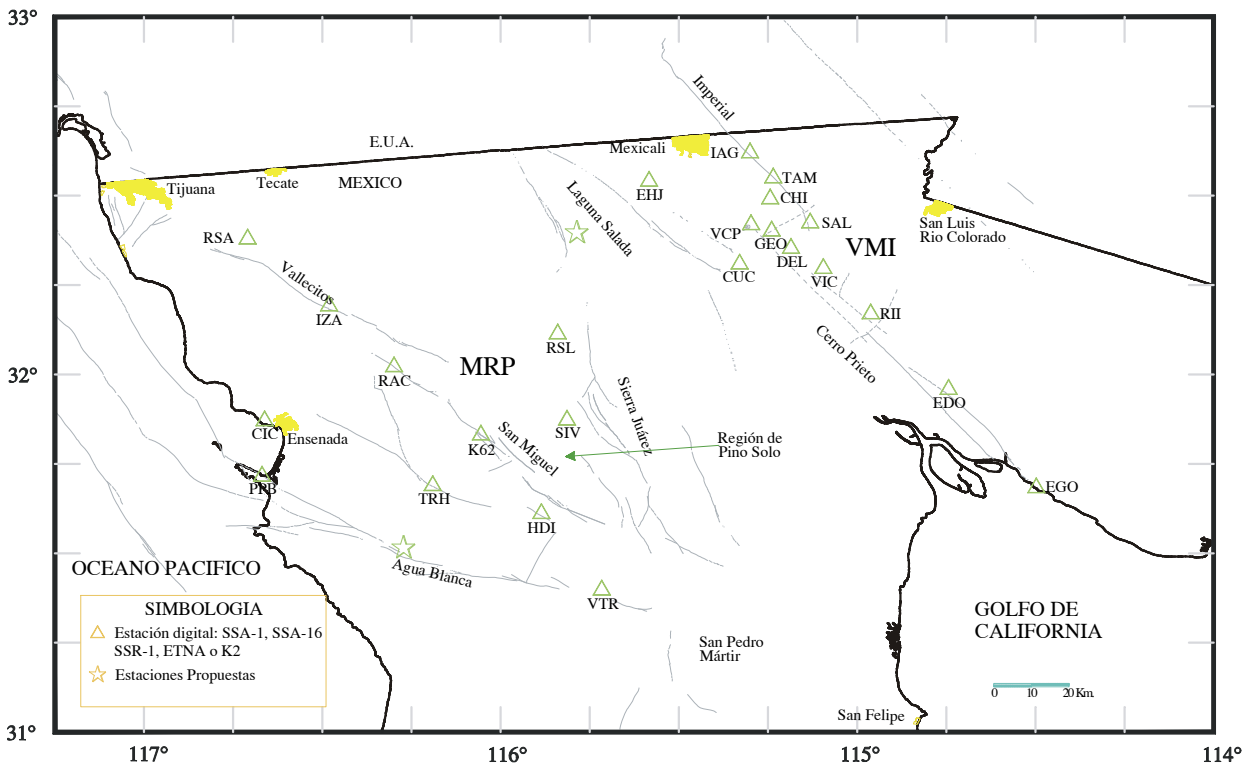 33°
Imperial
E.U.A.
Mexicali
IAG
Tijuana
Tecate
MEXICO
EHJ
TAM
CHI
Laguna Salada
RSA
VCP
GEO
SAL
San Luis
Rio Colorado
DEL
VMI
CUC
VIC
Vallecitos
IZA
RII
RSL
Cerro Prieto
32°
MRP
RAC
Sierra Juárez
EDO
CIC
Ensenada
K62
San Miguel
SIV
Región de
Pino Solo
PPB
TRH
EGO
HDI
OCEANO PACIFICO
Agua Blanca
VTR
SIMBOLOGIA
Estación digital: SSA-1, SSA-16
SSR-1, ETNA o K2
Estaciones Propuestas
GOLFO DE
CALIFORNIA
San Pedro
Mártir
0 10 20 Km.
San Felipe
31°
117° 116° 115° 114°